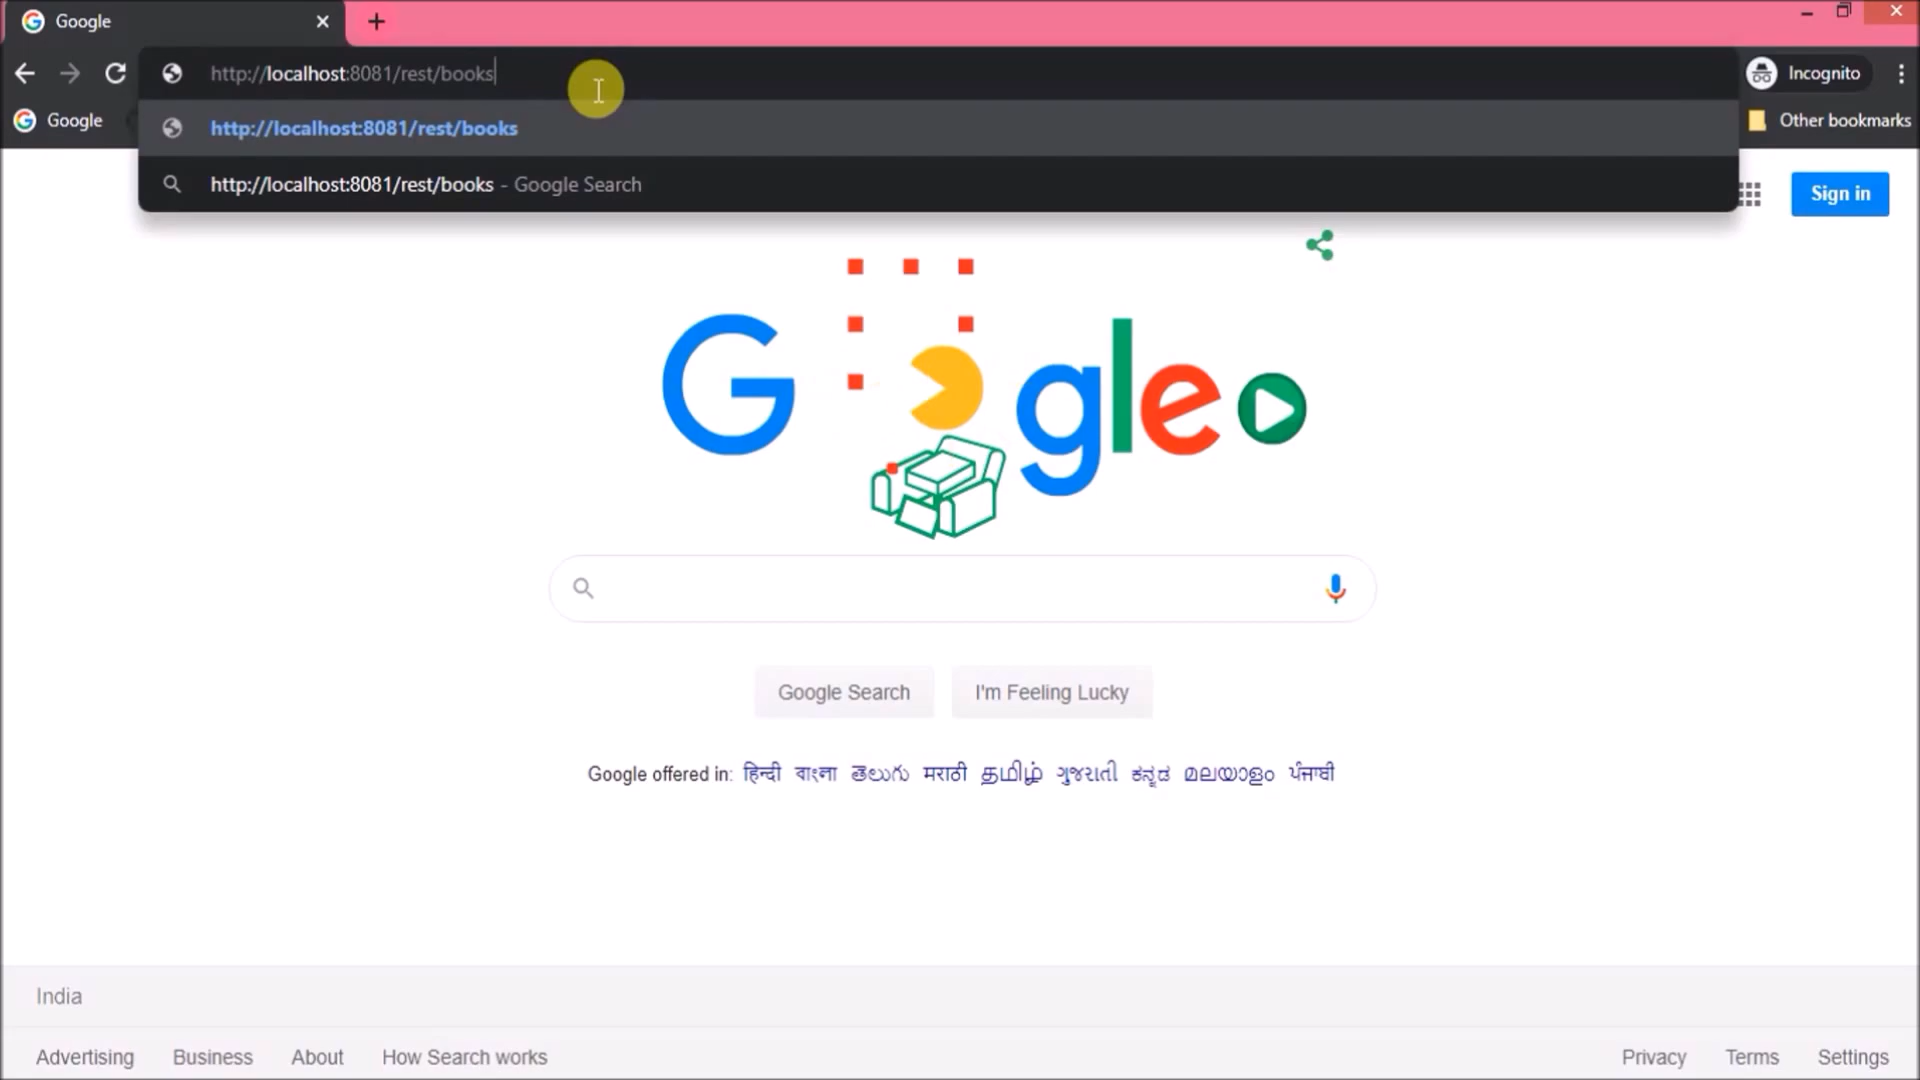 Google
http://localhost:8081/rest/books
Incognito
Google
http://localhost:8081/rest/books
Other bookmarks
http://localhost:8081/rest/books - Google Search
Sign in
G gle
Google Search
I'm Feeling Lucky
Google offered in: हिन्दी বাংলা తెలుగు मराठी தமிழ் ગુજરાતી ಕನ್ನಡ മലയാളം ਪੰਜਾਬੀ
India
Advertising Business About How Search works Privacy Terms Settings